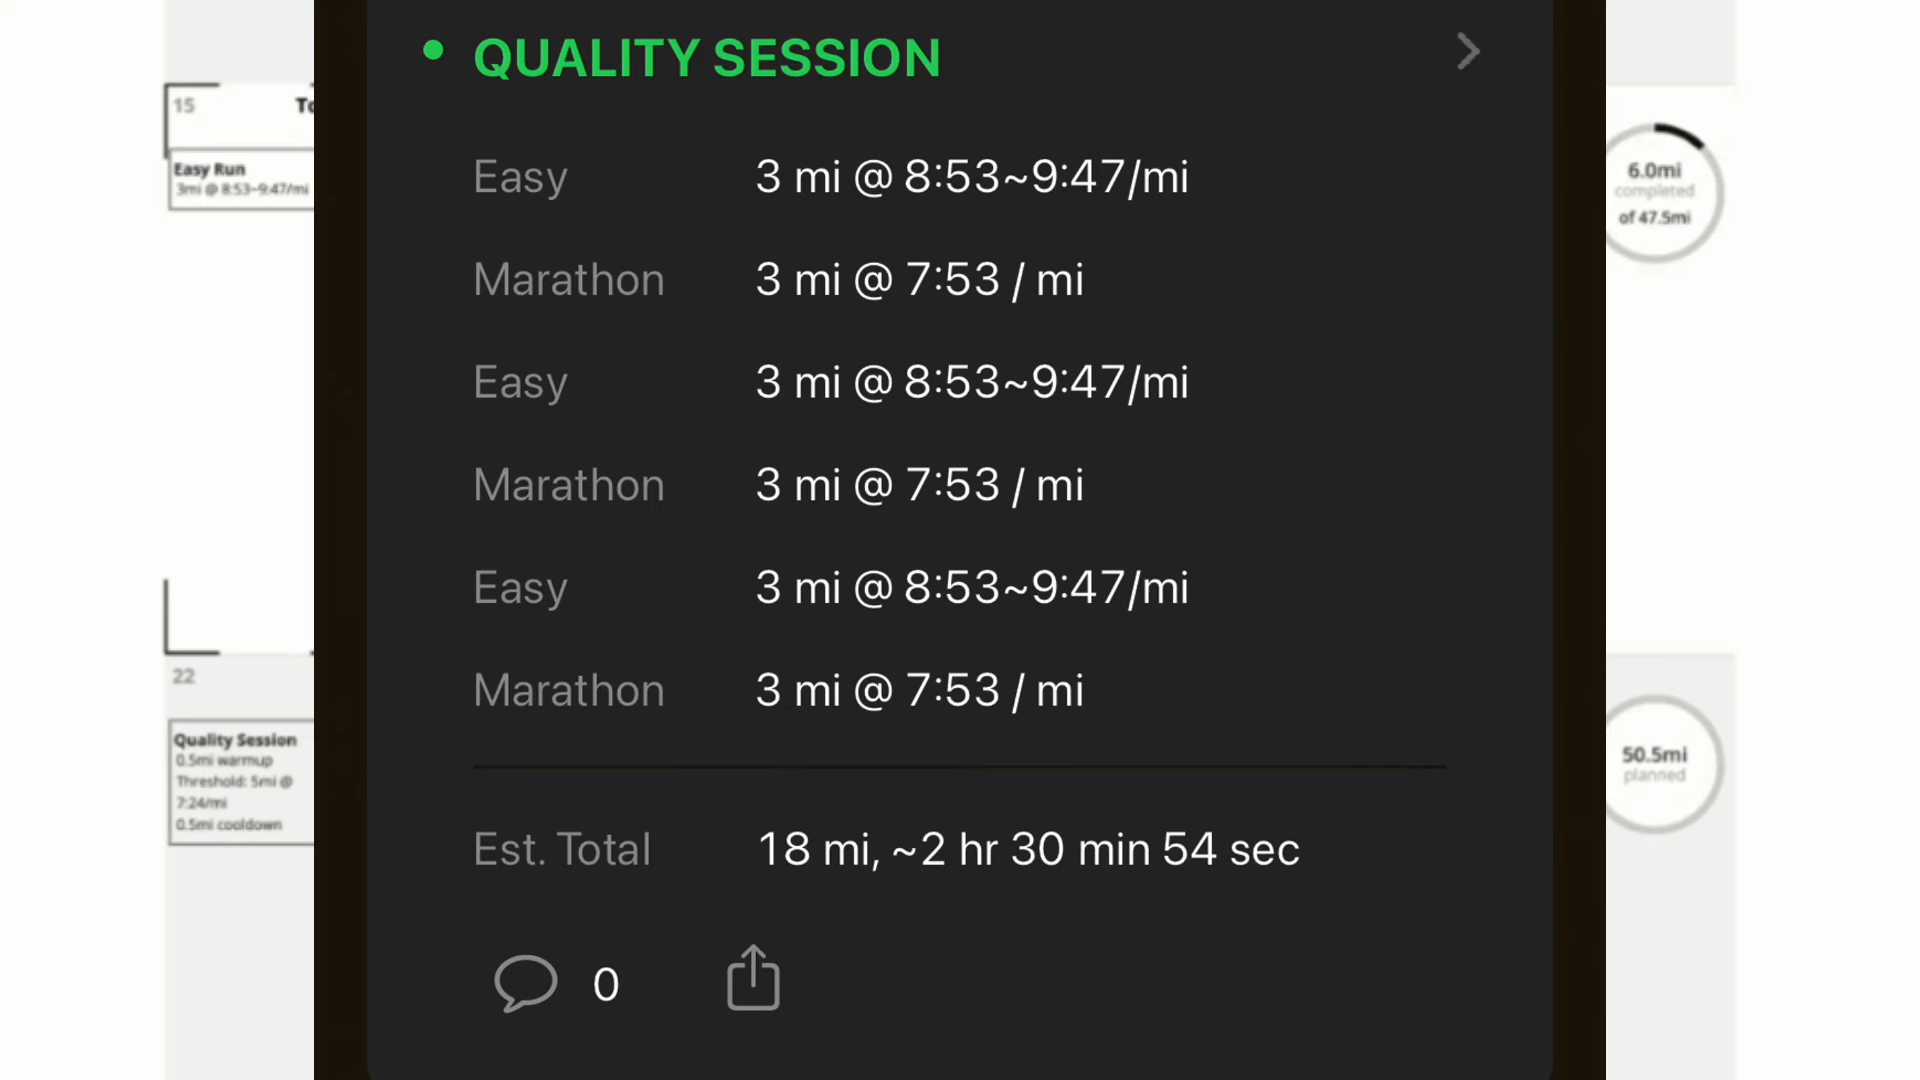 QUALITY SESSION
Easy 3 mi @ 8:53~9:47/mi
Marathon 3 mi @ 7:53 / mi
Easy 3 mi @ 8:53~9:47/mi
Marathon 3 mi @ 7:53 / mi
Easy 3 mi @ 8:53~9:47/mi
Marathon 3 mi @ 7:53 / mi
Est. Total 18 mi, ~2 hr 30 min 54 sec
0
15
Easy Run
3mi @ 8:53~9:47/mi
22
Quality Session
0.5mi warmup
Threshold: 5mi @
7:24/mi
0.5mi cooldown
6.0mi
completed
of 47.5mi
50.5mi
planned